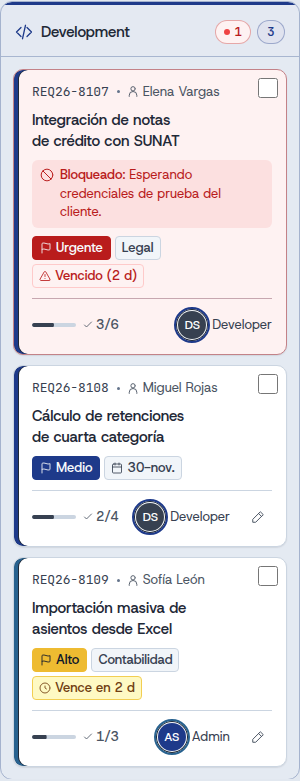 Development
1
3
REQ26-8107 • Elena Vargas
Integración de notas
de crédito con SUNAT
Bloqueado: Esperando
credenciales de prueba del
cliente.
Urgente
Legal
Vencido (2 d)
3/6
DS
Developer
REQ26-8108 • Miguel Rojas
Cálculo de retenciones
de cuarta categoría
Medio
30-nov.
2/4
DS
Developer
REQ26-8109 • Sofía León
Importación masiva de
asientos desde Excel
Alto
Contabilidad
Vence en 2 d
1/3
AS
Admin